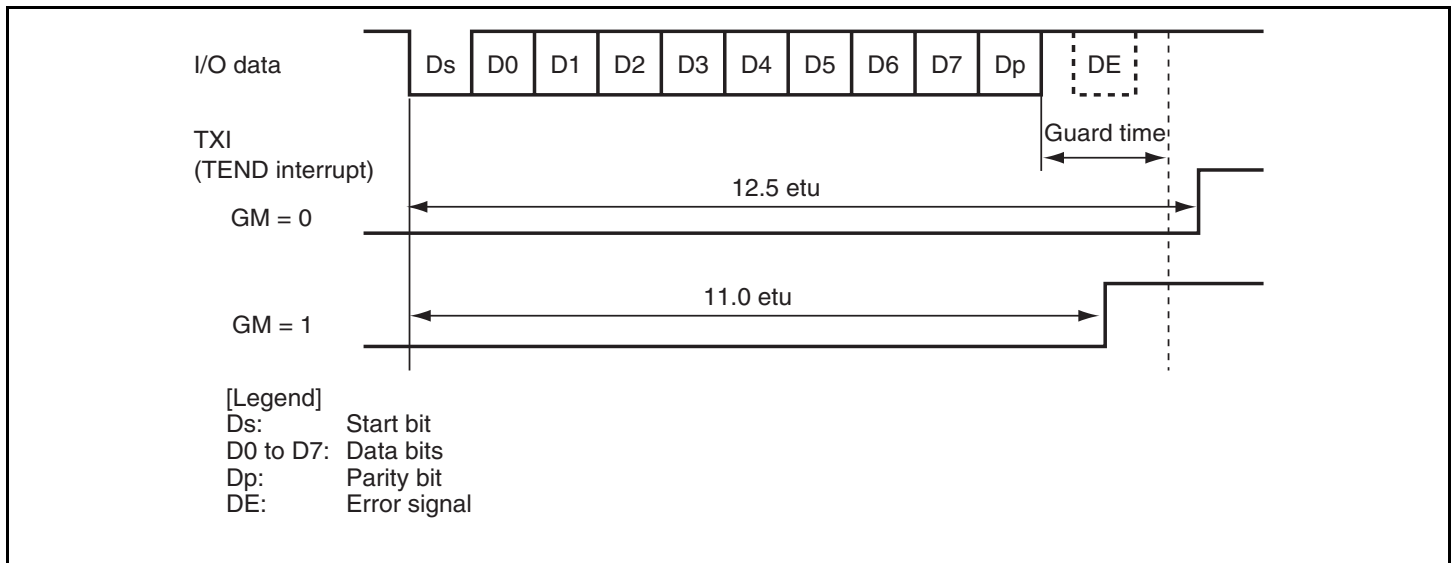 I/O data
Ds D0 D1 D2 D3 D4 D5 D6 D7 Dp DE
Guard time
TXI
(TEND interrupt)
12.5 etu
GM = 0
11.0 etu
GM = 1
[Legend]
Ds: Start bit
D0 to D7: Data bits
Dp: Parity bit
DE: Error signal